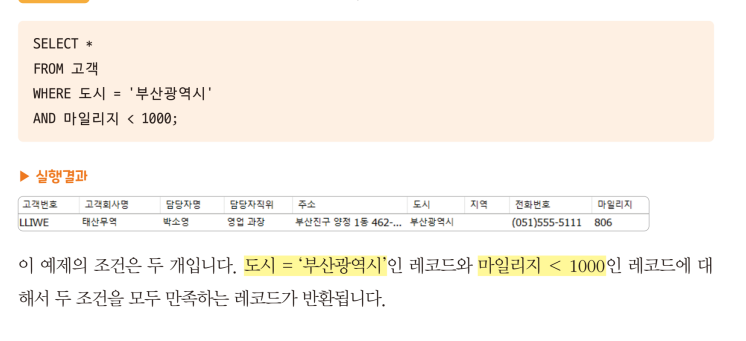 SELECT *
FROM 고객
WHERE 도시 = '부산광역시'
AND 마일리지 < 1000;
▶ 실행결과
고객번호 고객회사명 담당자명 담당자직위 주소 도시 지역 전화번호 마일리지
LLIWE 태산무역 박소영 영업 과장 부산진구 양정 1동 462-... 부산광역시 (051)555-5111 806
이 예제의 조건은 두 개입니다. 도시 = ‘부산광역시’인 레코드와 마일리지 < 1000인 레코드에 대
해서 두 조건을 모두 만족하는 레코드가 반환됩니다.